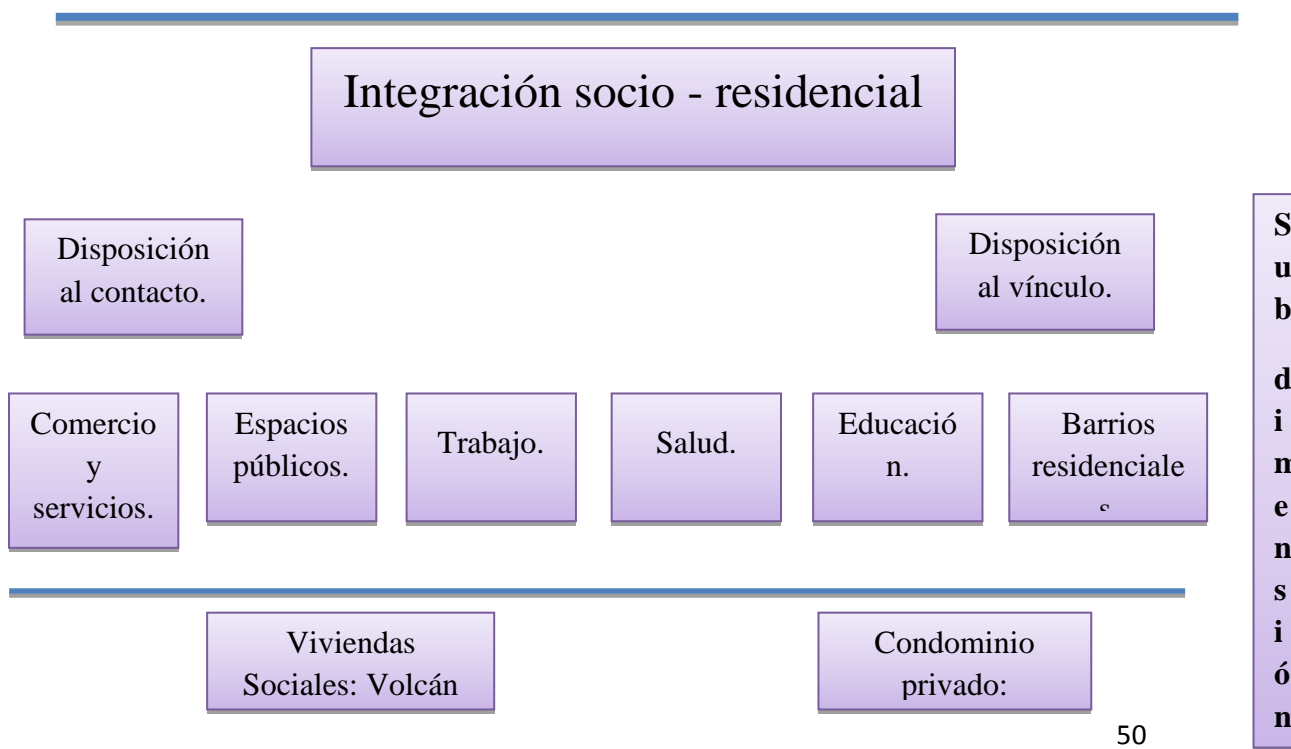 Integración socio - residencial
Disposición
al contacto.
Disposición
al vínculo.
Comercio
y
servicios.
Espacios
públicos.
Trabajo.
Salud.
Educació
n.
Barrios
residenciale
s
Viviendas
Sociales: Volcán
Condominio
privado:
S
u
b
d
i
m
e
n
s
i
ó
n
50